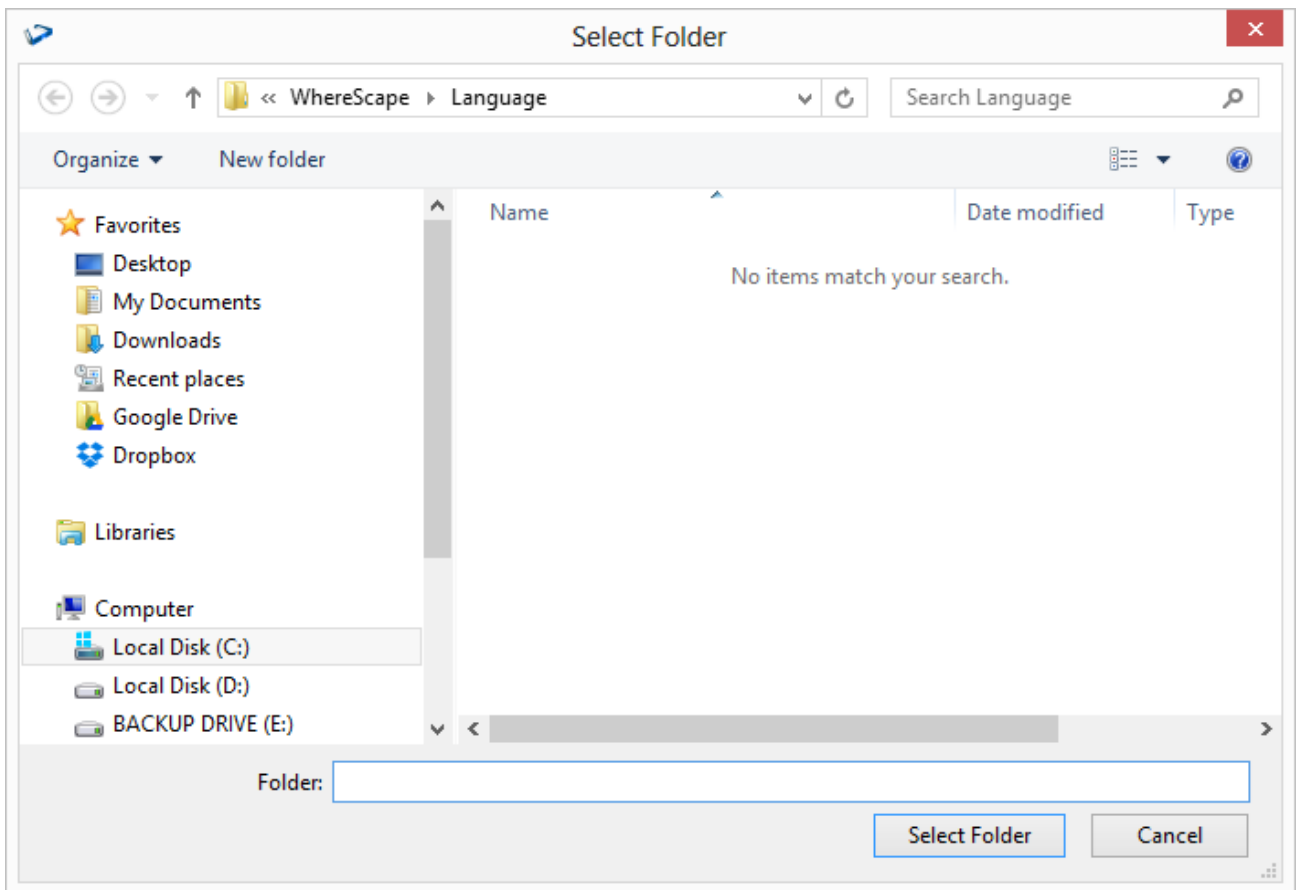 Select Folder
« WhereScape Language
Search Language
Organize New folder
Name Date modified Type
No items match your search.
Favorites
Desktop
My Documents
Downloads
Recent places
Google Drive
Dropbox
Libraries
Computer
Local Disk (C:)
Local Disk (D:)
BACKUP DRIVE (E:)
Folder:
Select Folder Cancel